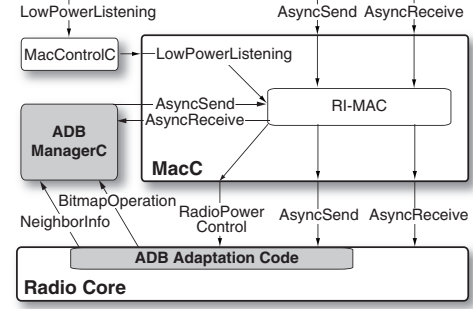 LowPowerListening
AsyncSend
AsyncReceive
MacControlC
LowPowerListening
AsyncSend
AsyncReceive
RI-MAC
ADB
ManagerC
MacC
BitmapOperation
NeighborInfo
RadioPower
Control
AsyncSend
AsyncReceive
ADB Adaptation Code
Radio Core